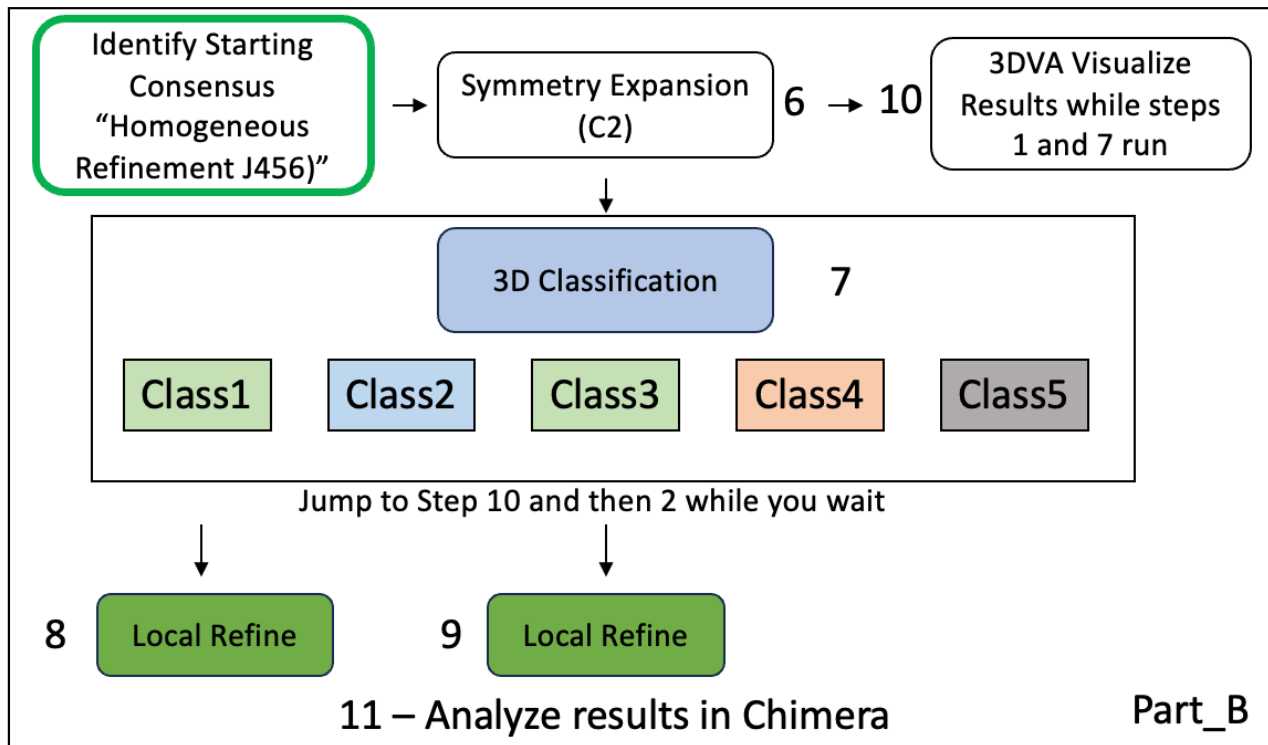 Identify Starting
Consensus
“Homogeneous
Refinement J456)”
Symmetry Expansion
(C2)
6
10
3DVA Visualize
Results while steps
1 and 7 run
3D Classification
7
Class1
Class2
Class3
Class4
Class5
Jump to Step 10 and then 2 while you wait
8
Local Refine
9
Local Refine
11 – Analyze results in Chimera
Part_B